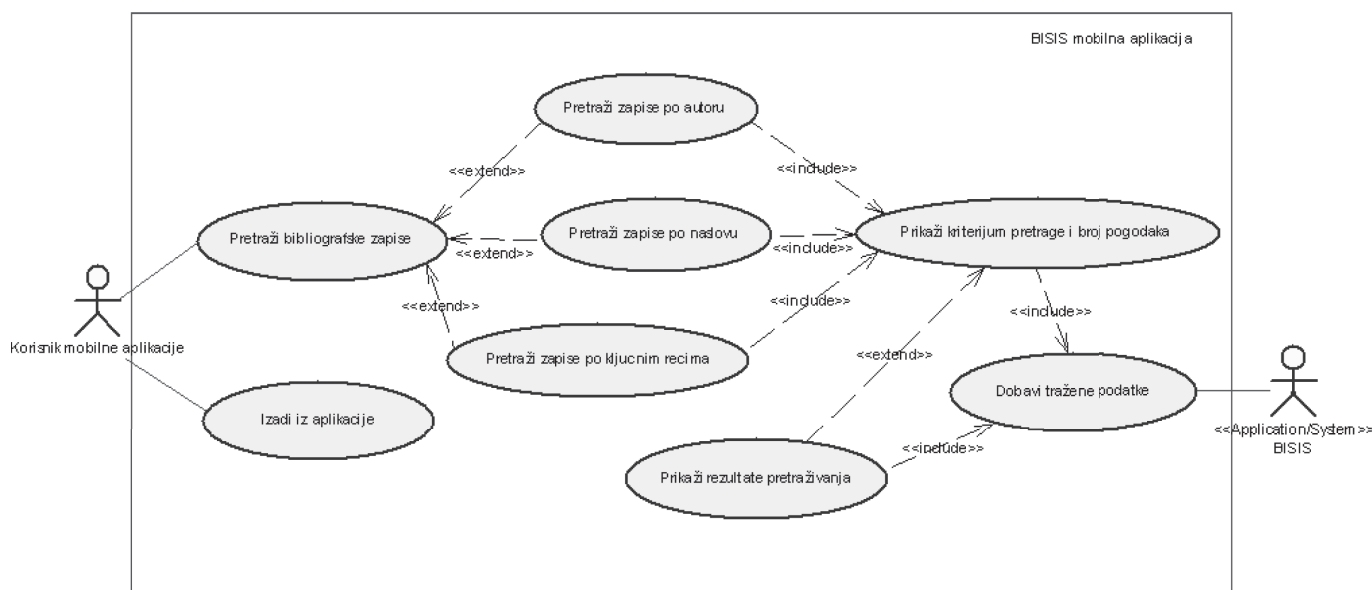 BISIS mobilna aplikacija
Pretraži zapise po autoru
<<extend>>
<<include>>
Pretraži bibliografske zapise
Pretraži zapise po naslovu
Prikaži kriterijum pretrage i broj pogodaka
<<extend>>
<<include>>
<<extend>>
<<include>>
<<include>>
Korisnik mobilne aplikacije
Pretraži zapise po kljucnim recima
<<extend>>
Dobavi tražene podatke
Izadi iz aplikacije
<<Application/System>>
BISIS
<<include>>
Prikaži rezultate pretraživanja